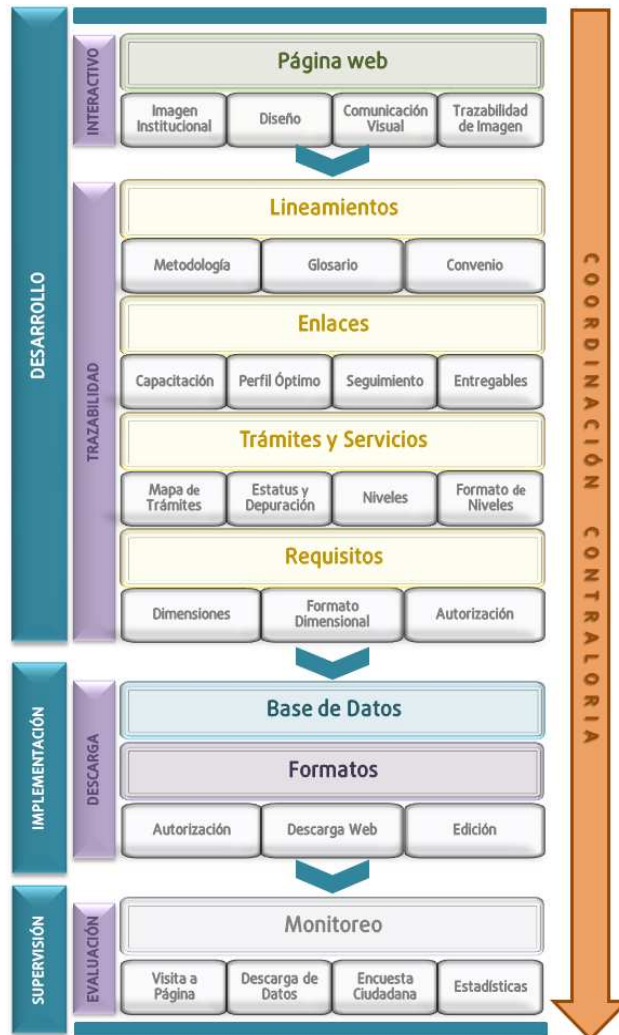 DESARROLLO
INTERACTIVO
Página web
Imagen
Institucional
Diseño
Comunicación
Visual
Trazabilidad
de Imagen
TRAZABILIDAD
Lineamientos
Metodología
Glosario
Convenio
Enlaces
Capacitación
Perfil Óptimo
Seguimiento
Entregables
Trámites y Servicios
Mapa de
Trámites
Estatus y
Depuración
Niveles
Formato de
Niveles
Requisitos
Dimensiones
Formato
Dimensional
Autorización
IMPLEMENTACIÓN
DESCARGA
Base de Datos
Formatos
Autorización
Descarga Web
Edición
SUPERVISIÓN
EVALUACIÓN
Monitoreo
Visita a
Página
Descarga de
Datos
Encuesta
Ciudadana
Estadísticas
COORDINACIÓN CONTRALORIA